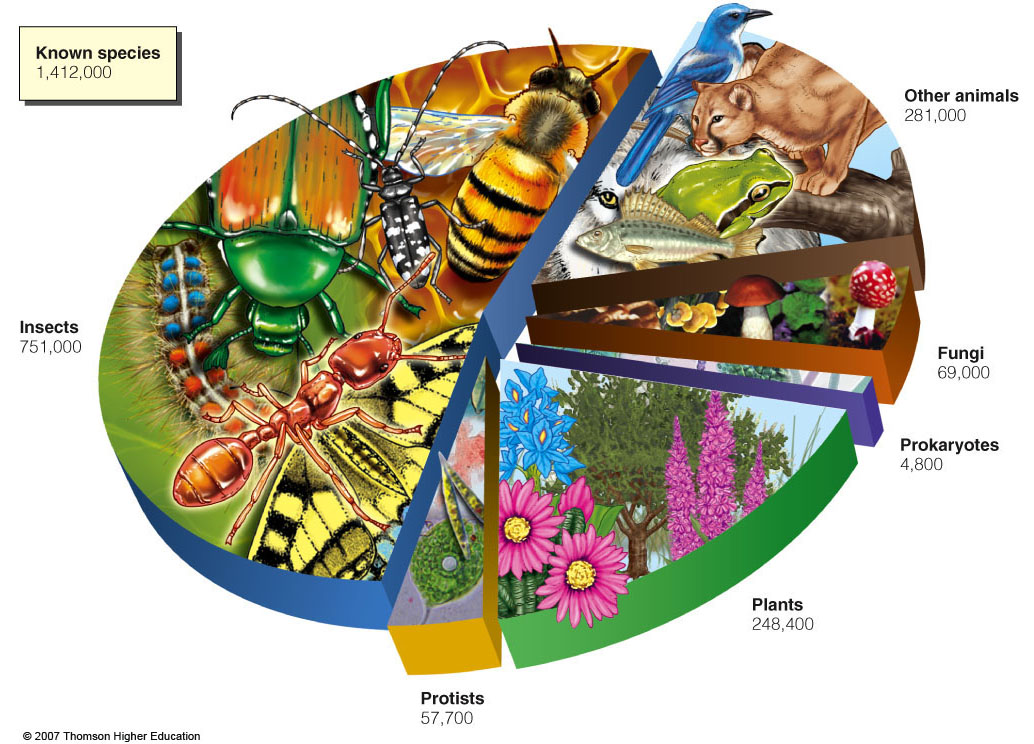 Known species
1,412,000
Other animals
281,000
Insects
751,000
Fungi
69,000
Prokaryotes
4,800
Plants
248,400
Protists
57,700
© 2007 Thomson Higher Education